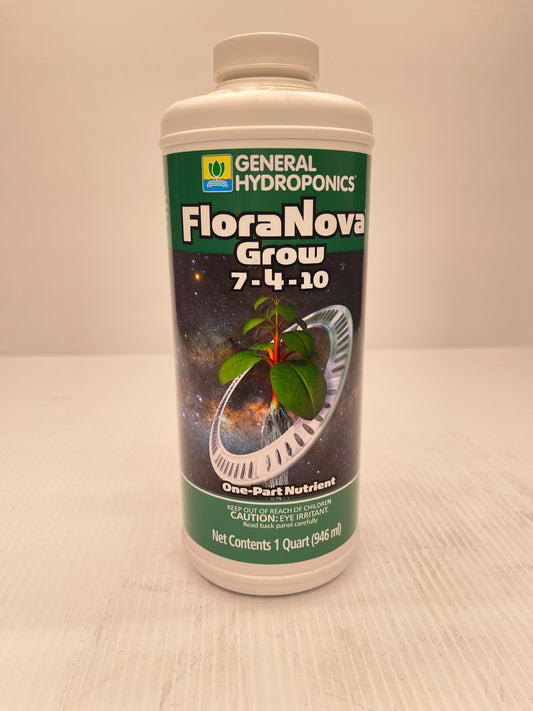 GENERAL
HYDROPONICS
FloraNova
Grow
7-4-10
One-Part Nutrient
KEEP OUT OF REACH OF CHILDREN
CAUTION: EYE IRRITANT.
Read back panel carefully
Net Contents 1 Quart (946 ml)